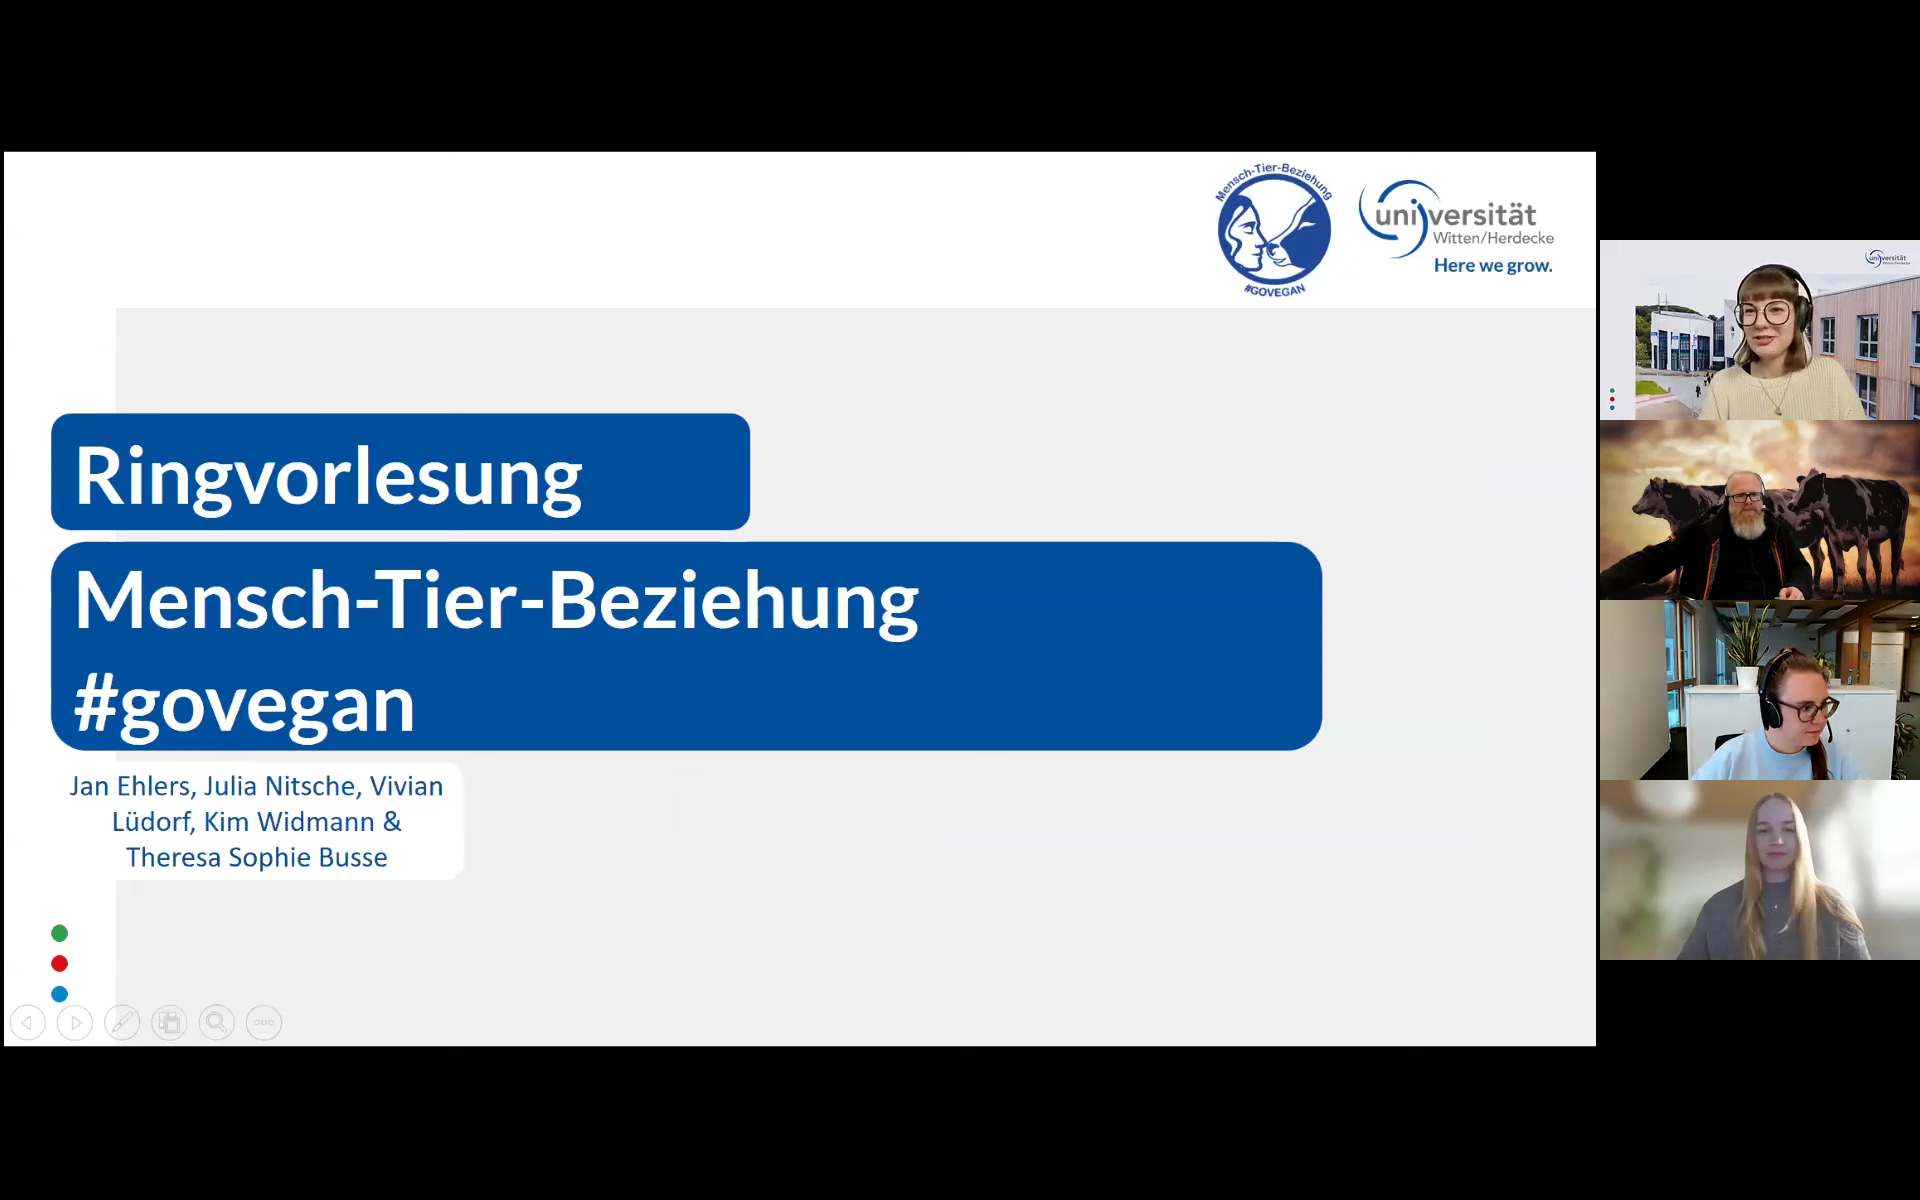 Mensch-Tier-Beziehung
#GOVEGAN
universität
Witten/Herdecke
Here we grow.
universität
Ringvorlesung
Mensch-Tier-Beziehung
#govegan
Jan Ehlers, Julia Nitsche, Vivian
Lüdorf, Kim Widmann &
Theresa Sophie Busse